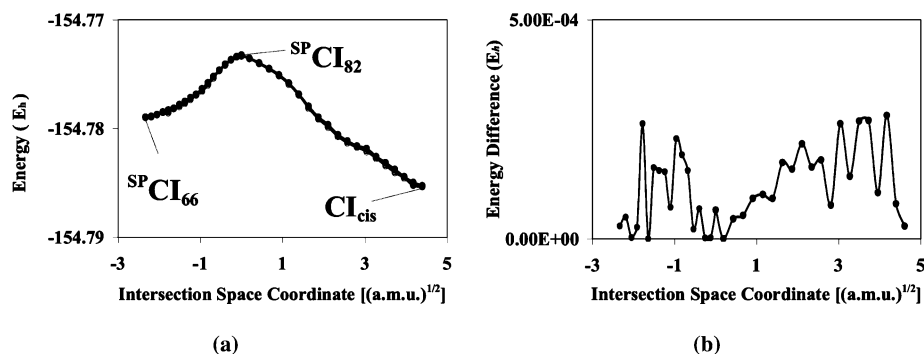 -154.77
-154.78
-154.79
Energy ( Eh)
SPCI82
SPCI66
CIcis
-3 -1 1 3 5
Intersection Space Coordinate [(a.m.u.)1/2]
(a)
5.00E-04
0.00E+00
Energy Difference (Eh)
-3 -1 1 3 5
Intersection Space Coordinate [(a.m.u.)1/2]
(b)